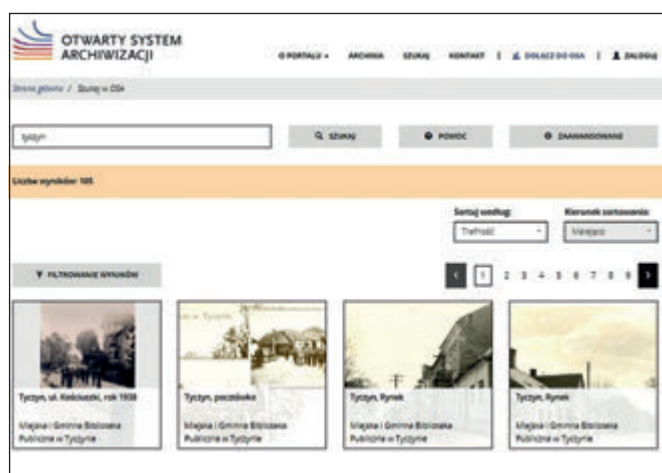 OTWARTY SYSTEM
ARCHIWIZACJI
O PORTALU ARCHIWA SZUKAJ KONTAKT | DOŁĄCZ DO OSA | ZALOGUJ
Strona główna / Szukaj w OSA
tyczyn
SZUKAJ POMOC ZAAWANSOWANE
Liczba wyników: 105
Sortuj według: Kierunek sortowania:
Trafność Malejąco
FILTROWANIE WYNIKÓW < 1 2 3 4 5 6 7 8 9 >
Tyczyn, ul. Kościuszki, rok 1938 Tyczyn, pocztówka Tyczyn, Rynek Tyczyn, Rynek
Miejska i Gminna Biblioteka Miejska i Gminna Biblioteka Miejska i Gminna Biblioteka Miejska i Gminna Biblioteka
Publiczna w Tyczynie Publiczna w Tyczynie Publiczna w Tyczynie Publiczna w Tyczynie